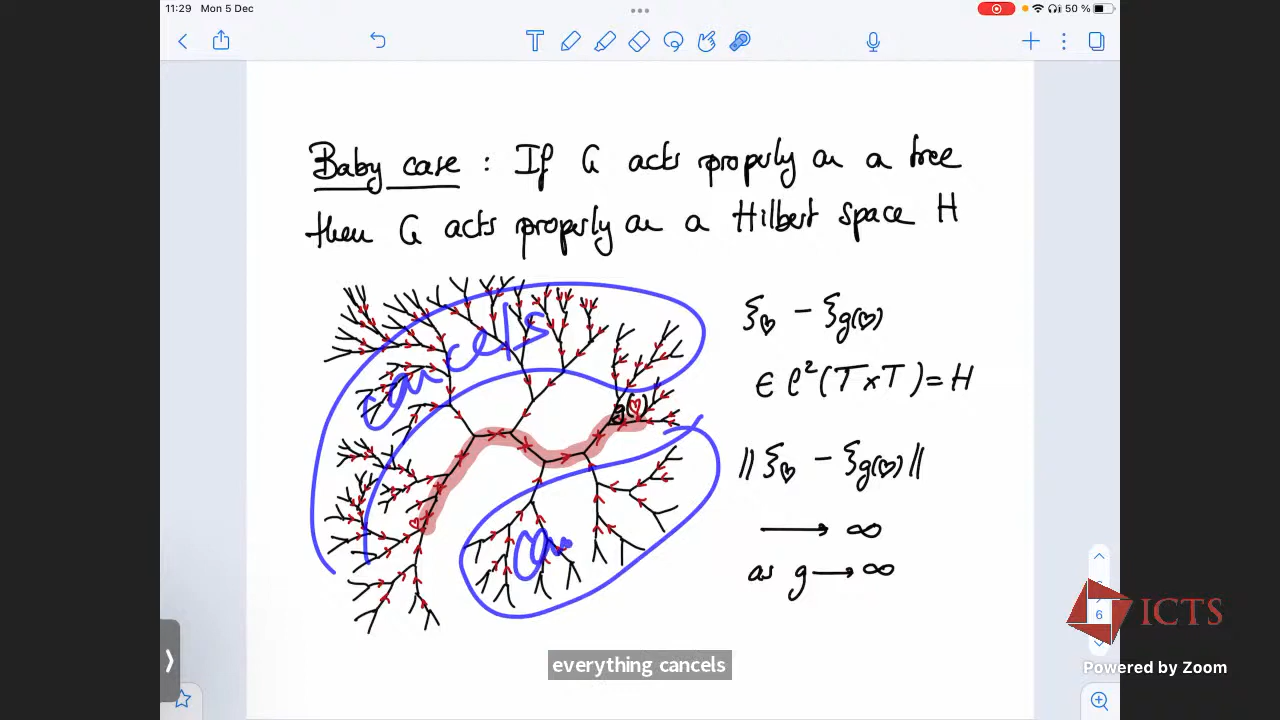 11:29 Mon 5 Dec
50 %
Baby case : If G acts properly on a tree
then G acts properly on a Hilbert space H
cancels
g(♡)
♡
can
ξ♡ − ξg(♡)
∈ ℓ²(T×T) = H
‖ξ♡ − ξg(♡)‖
⟶ ∞
as g ⟶ ∞
6
ICTS
Powered by Zoom
everything cancels